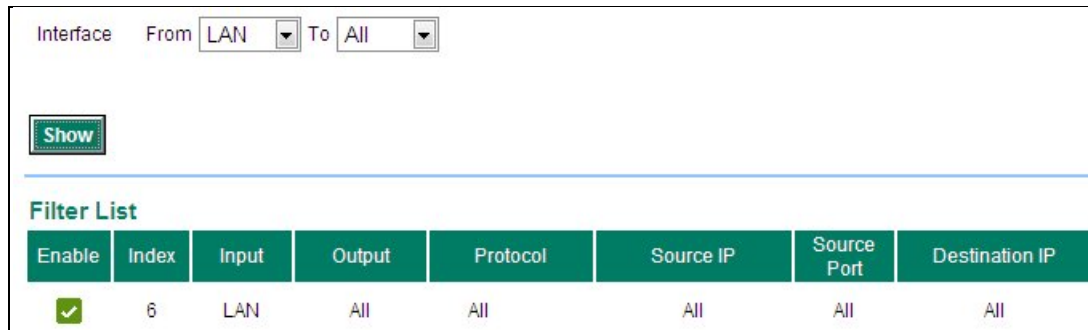 Interface From LAN To All
Show
Filter List
Enable Index Input Output Protocol Source IP Source Port Destination IP
6 LAN All All All All All